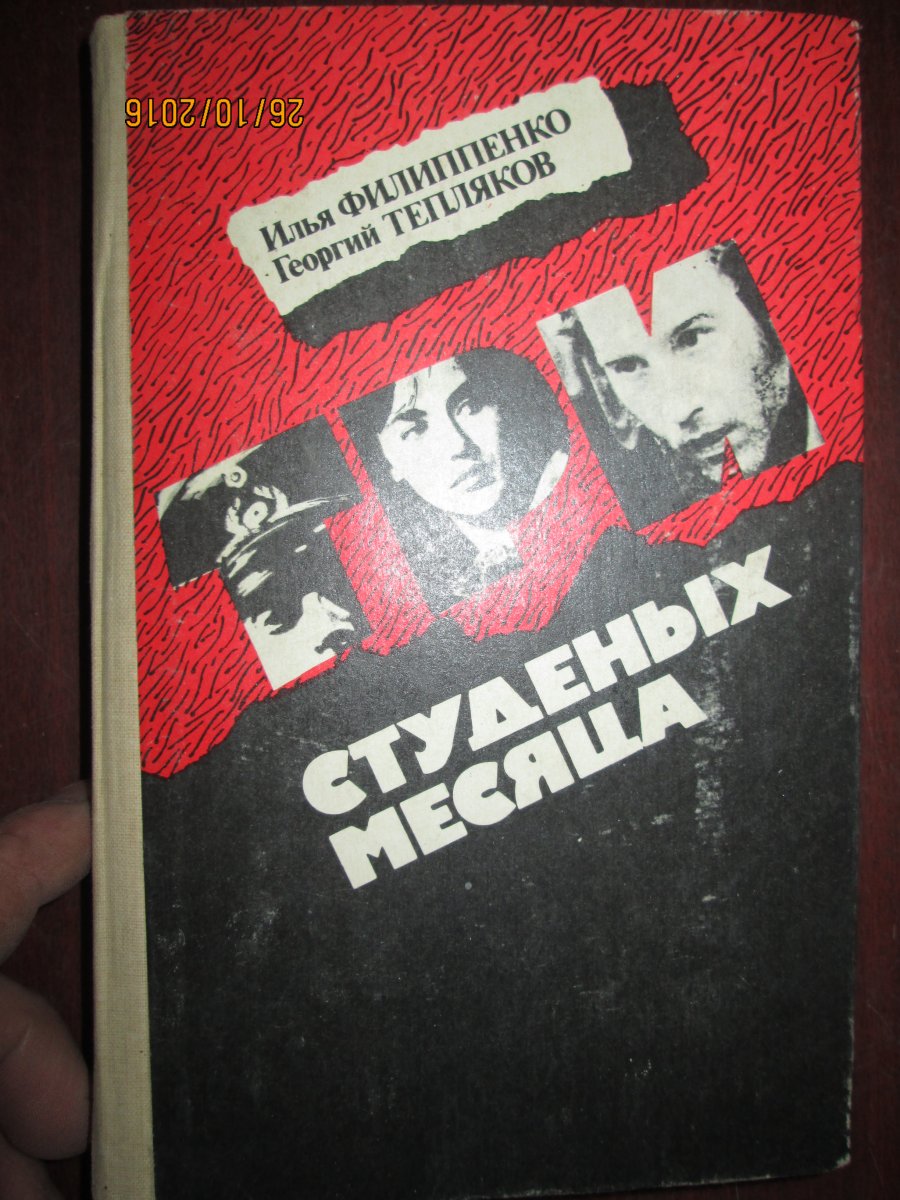 26/10/2016
Илья ФИЛИППЕНКО
Георгий ТЕПЛЯКОВ
ТРИ
СТУДЕНЫХ
МЕСЯЦА